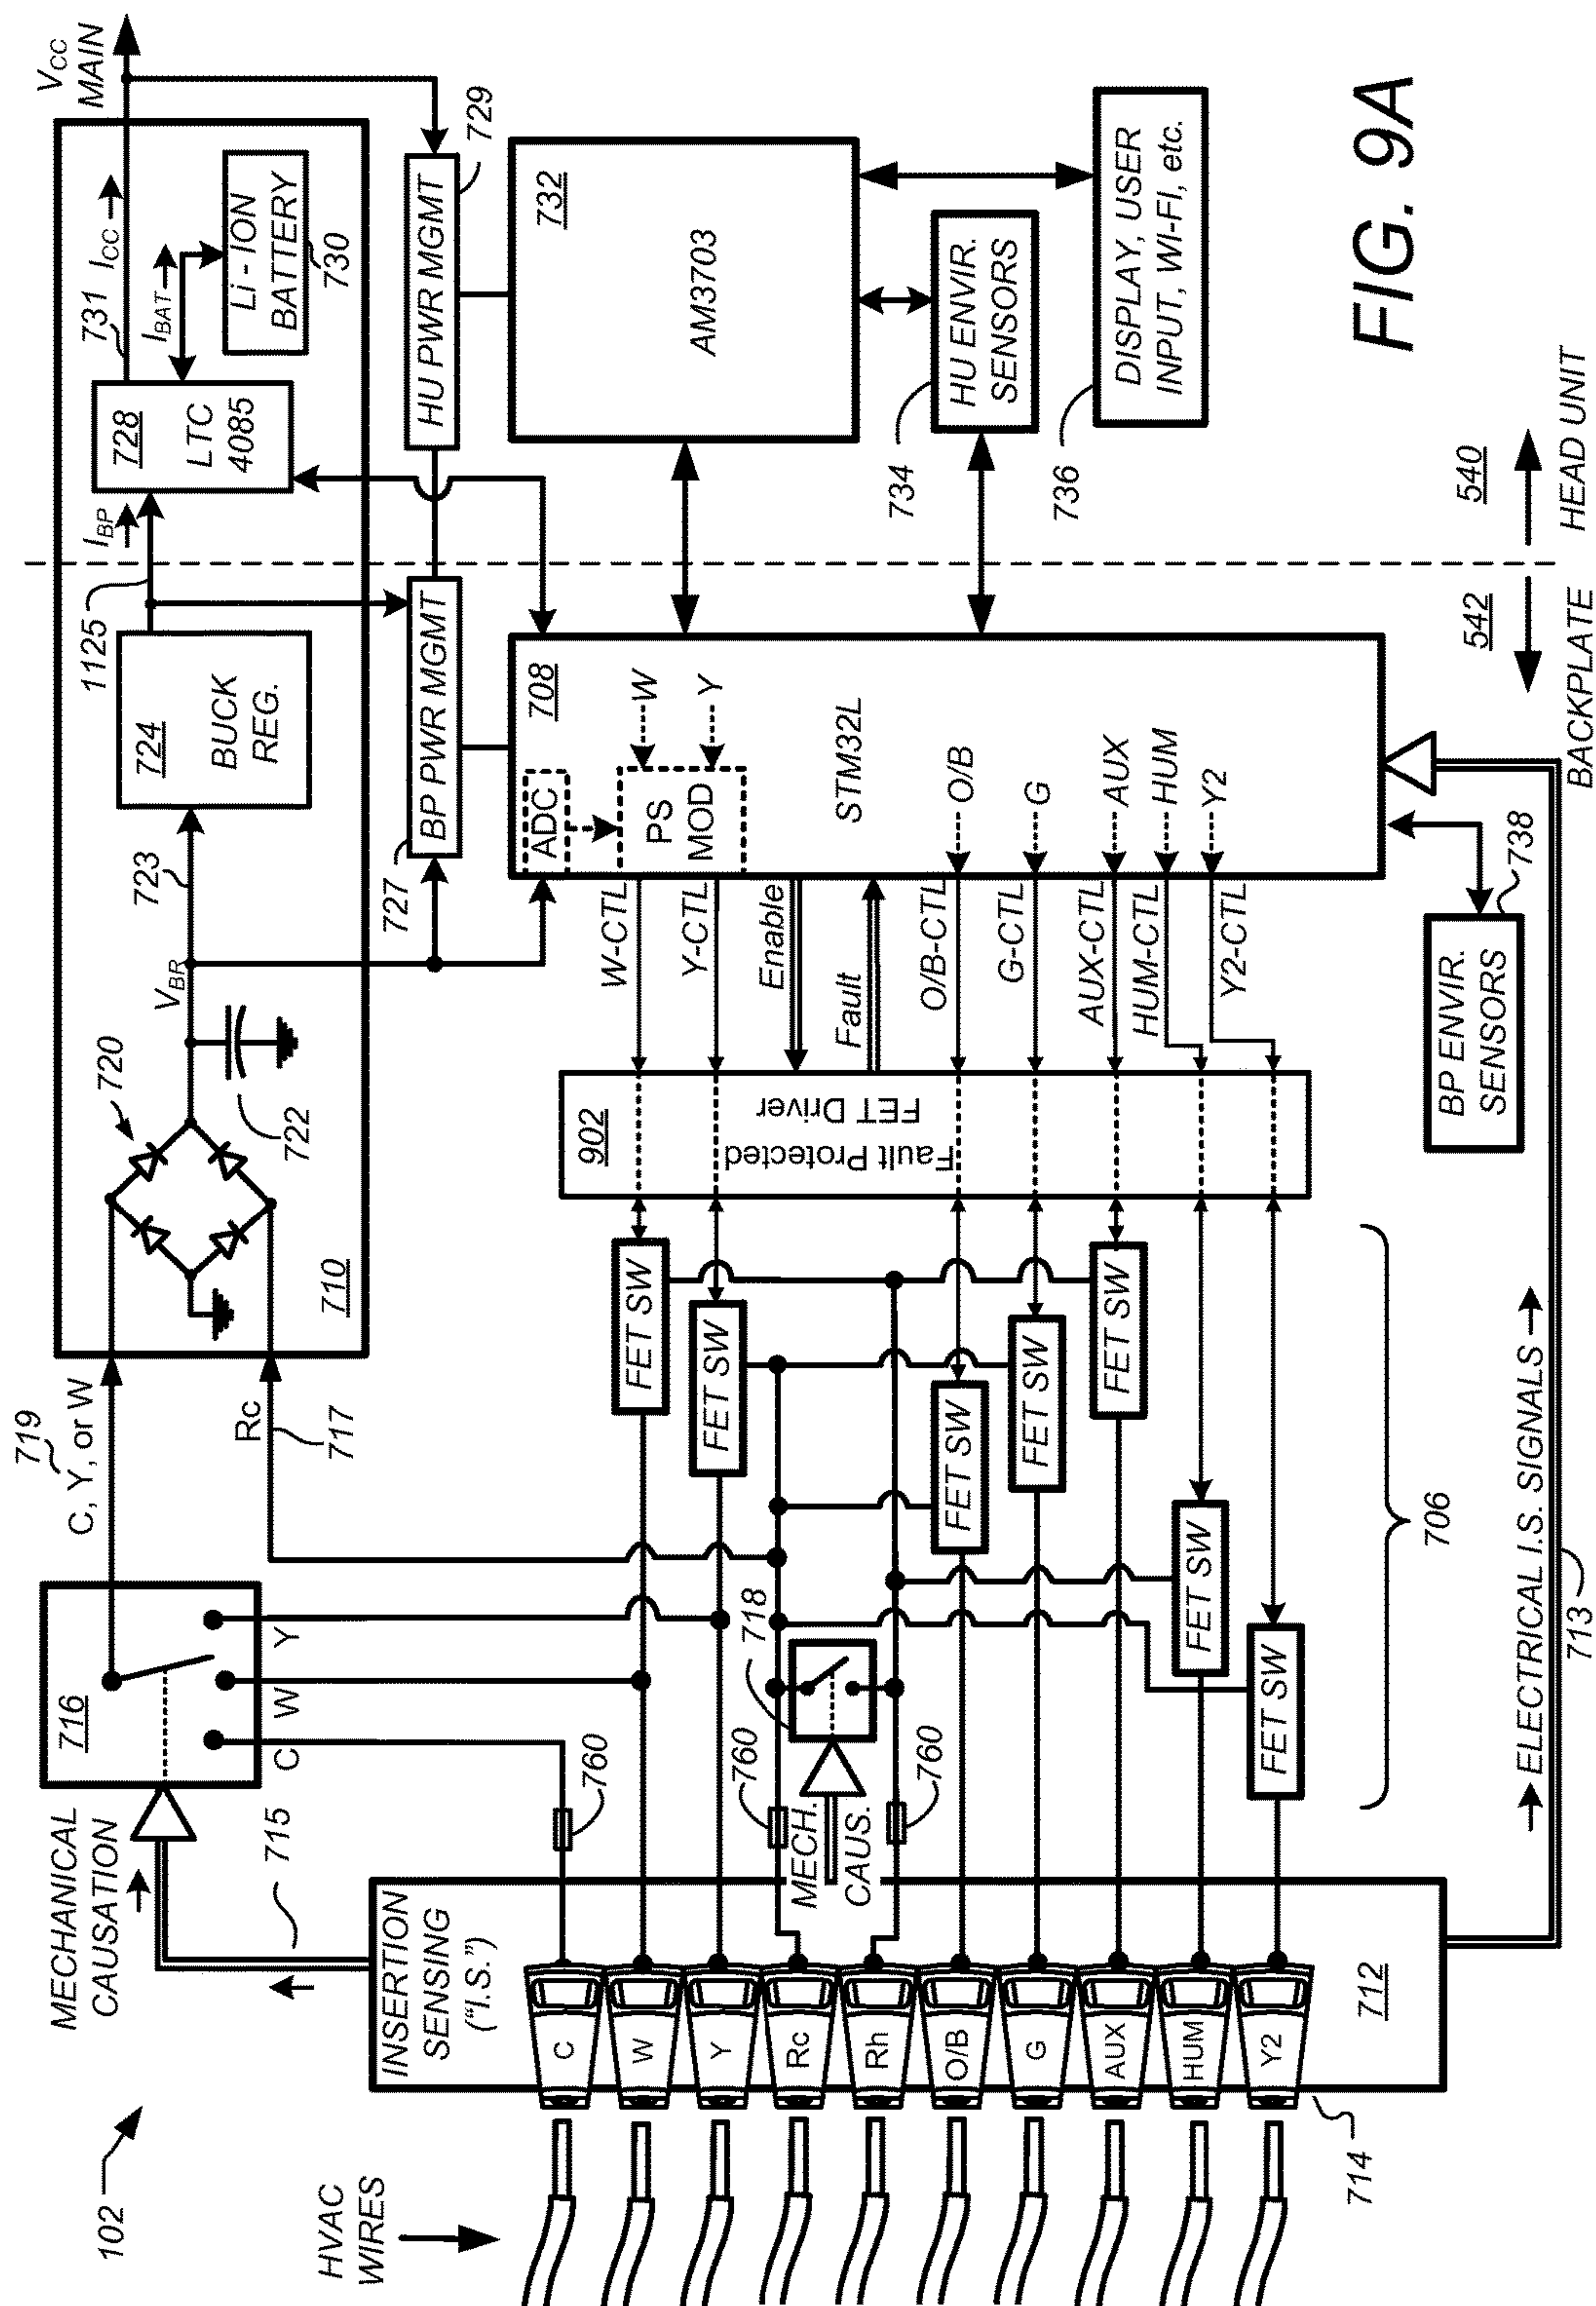 102
HVAC
WIRES
MECHANICAL
CAUSATION
715
INSERTION
SENSING
("I.S.")
C
W
Y
Rc
Rh
O/B
G
AUX
HUM
Y2
712
714
716
C
W
Y
719
C, Y, or W
Rc
717
760
760
760
718
MECH.
CAUS.
FET SW
FET SW
FET SW
FET SW
FET SW
FET SW
FET SW
706
ELECTRICAL I.S. SIGNALS
713
710
720
722
VBR
723
724
BUCK
REG.
1125
IBP
728
LTC
4085
731
ICC
IBAT
Li - ION
BATTERY
730
VCC
MAIN
727
BP PWR MGMT
HU PWR MGMT
729
902
Fault Protected
FET Driver
W-CTL
Y-CTL
Enable
Fault
O/B-CTL
G-CTL
AUX-CTL
HUM-CTL
Y2-CTL
708
ADC
PS
MOD
W
Y
STM32L
O/B
G
AUX
HUM
Y2
BP ENVIR.
SENSORS
738
732
AM3703
HU ENVIR.
SENSORS
734
DISPLAY, USER
INPUT, WI-FI, etc.
736
542
BACKPLATE
540
HEAD UNIT
FIG. 9A